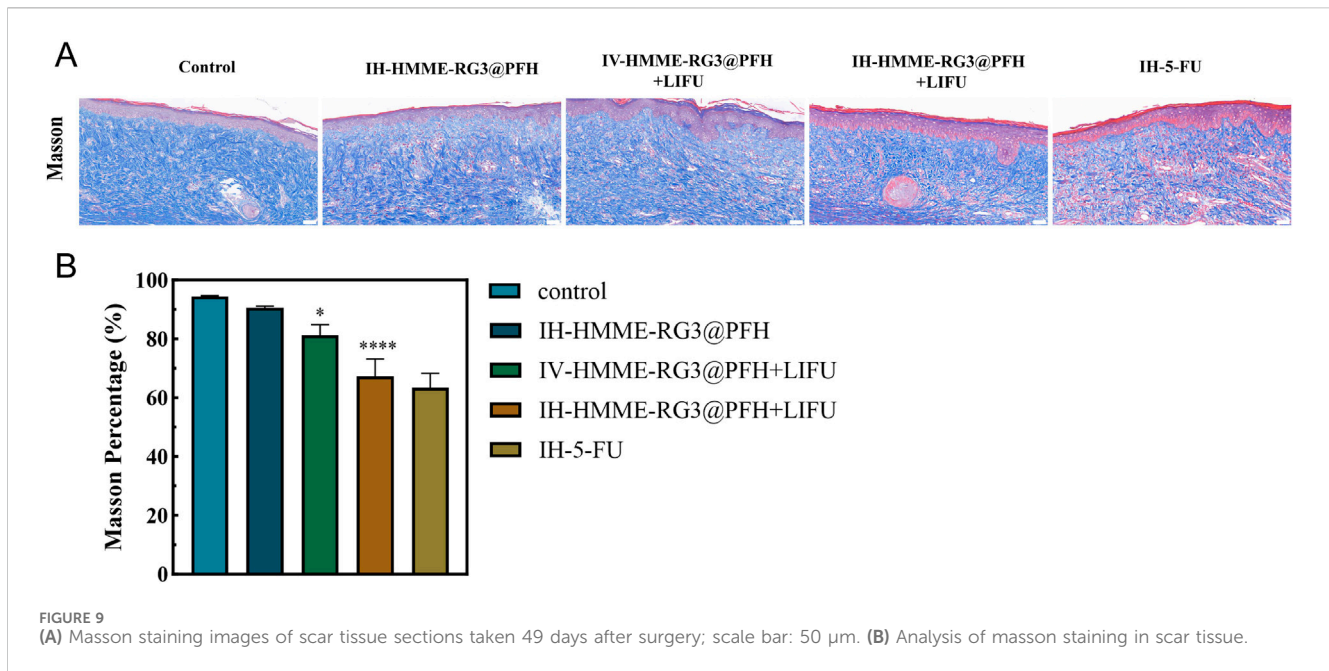 A
Control
IH-HMME-RG3@PFH
IV-HMME-RG3@PFH
+LIFU
IH-HMME-RG3@PFH
+LIFU
IH-5-FU
Masson
B
Masson Percentage (%)
100
80
60
40
20
0
*
****
control
IH-HMME-RG3@PFH
IV-HMME-RG3@PFH+LIFU
IH-HMME-RG3@PFH+LIFU
IH-5-FU
FIGURE 9
(A) Masson staining images of scar tissue sections taken 49 days after surgery; scale bar: 50 μm. (B) Analysis of masson staining in scar tissue.